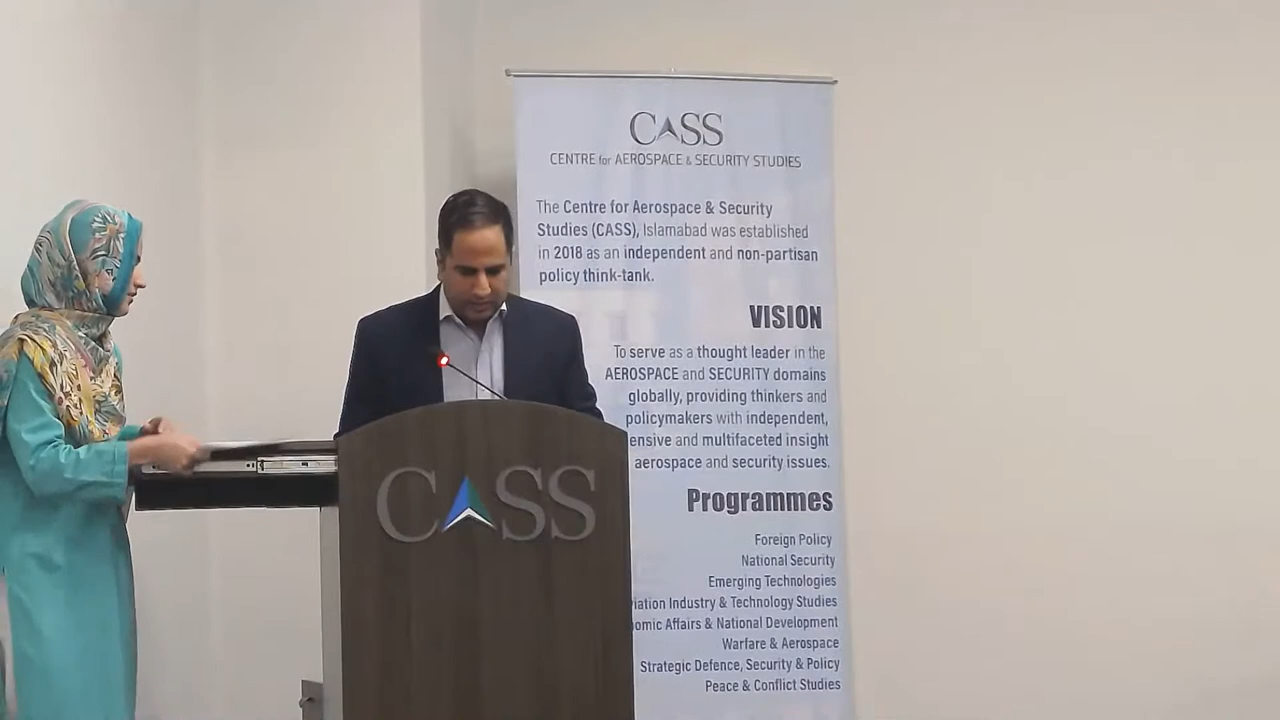 CASS
CENTRE for AEROSPACE & SECURITY STUDIES
The Centre for Aerospace & Security
Studies (CASS), Islamabad was established
in 2018 as an independent and non-partisan
policy think-tank.
VISION
To serve as a thought leader in the
AEROSPACE and SECURITY domains
globally, providing thinkers and
policymakers with independent,
and multifaceted insight
aerospace and security issues.
Programmes
Foreign Policy
National Security
Emerging Technologies
Industry & Technology Studies
Affairs & National Development
Warfare & Aerospace
Strategic Defence, Security & Policy
Peace & Conflict Studies
CASS